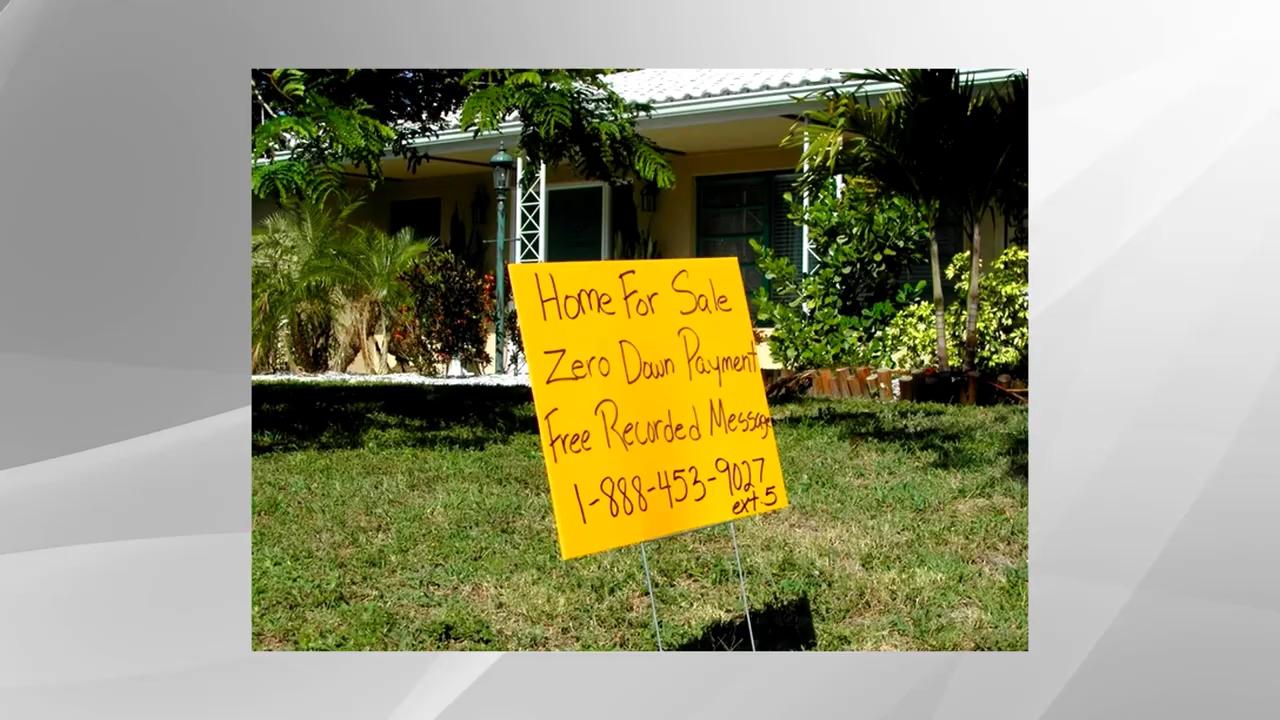 Home For Sale
Zero Down Payment
Free Recorded Message
1-888-453-9027
ext-5